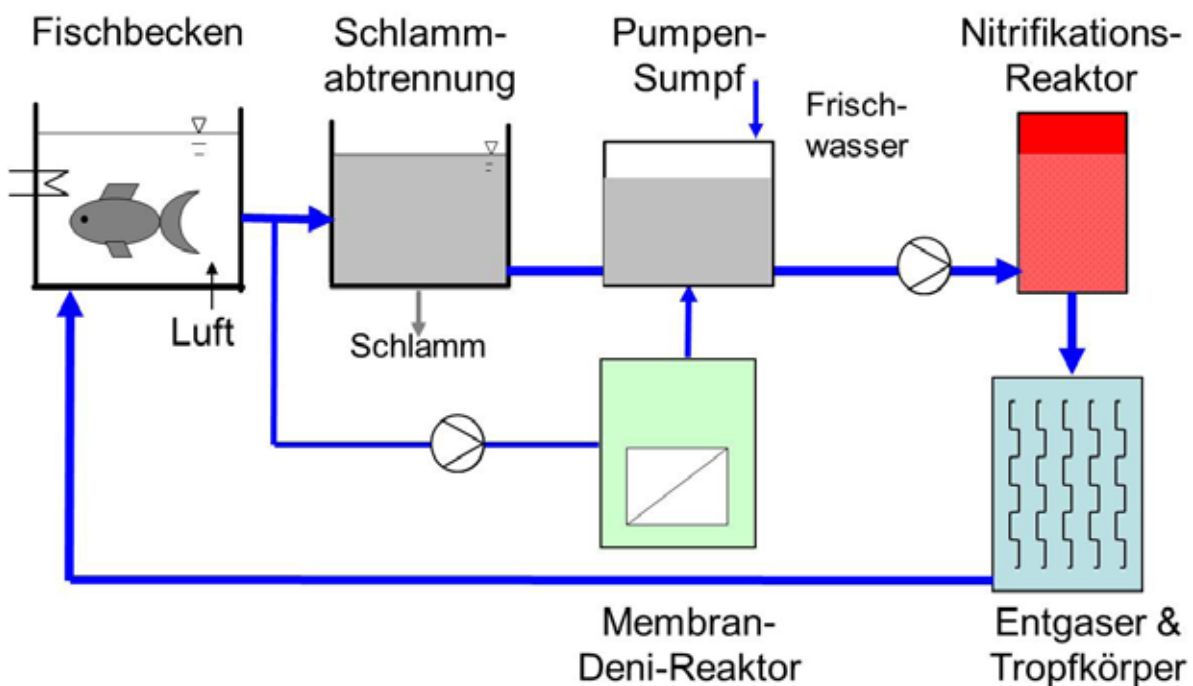 Fischbecken
Schlamm-
abtrennung
Pumpen-
Sumpf
Nitrifikations-
Reaktor
Frisch-
wasser
Luft
Schlamm
Membran-
Deni-Reaktor
Entgaser &
Tropfkörper